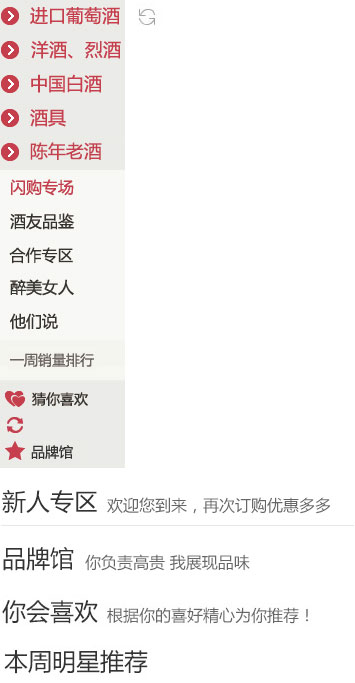 进口葡萄酒
洋酒、烈酒
中国白酒
酒具
陈年老酒
闪购专场
酒友品鉴
合作专区
醉美女人
他们说
一周销量排行
猜你喜欢
品牌馆
新人专区 欢迎您到来，再次订购优惠多多
品牌馆 你负责高贵 我展现品味
你会喜欢 根据你的喜好精心为你推荐！
本周明星推荐